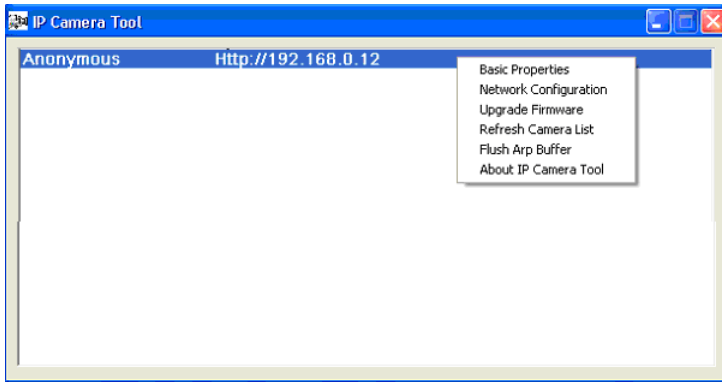 IP Camera Tool
Anonymous Http://192.168.0.12
Basic Properties
Network Configuration
Upgrade Firmware
Refresh Camera List
Flush Arp Buffer
About IP Camera Tool